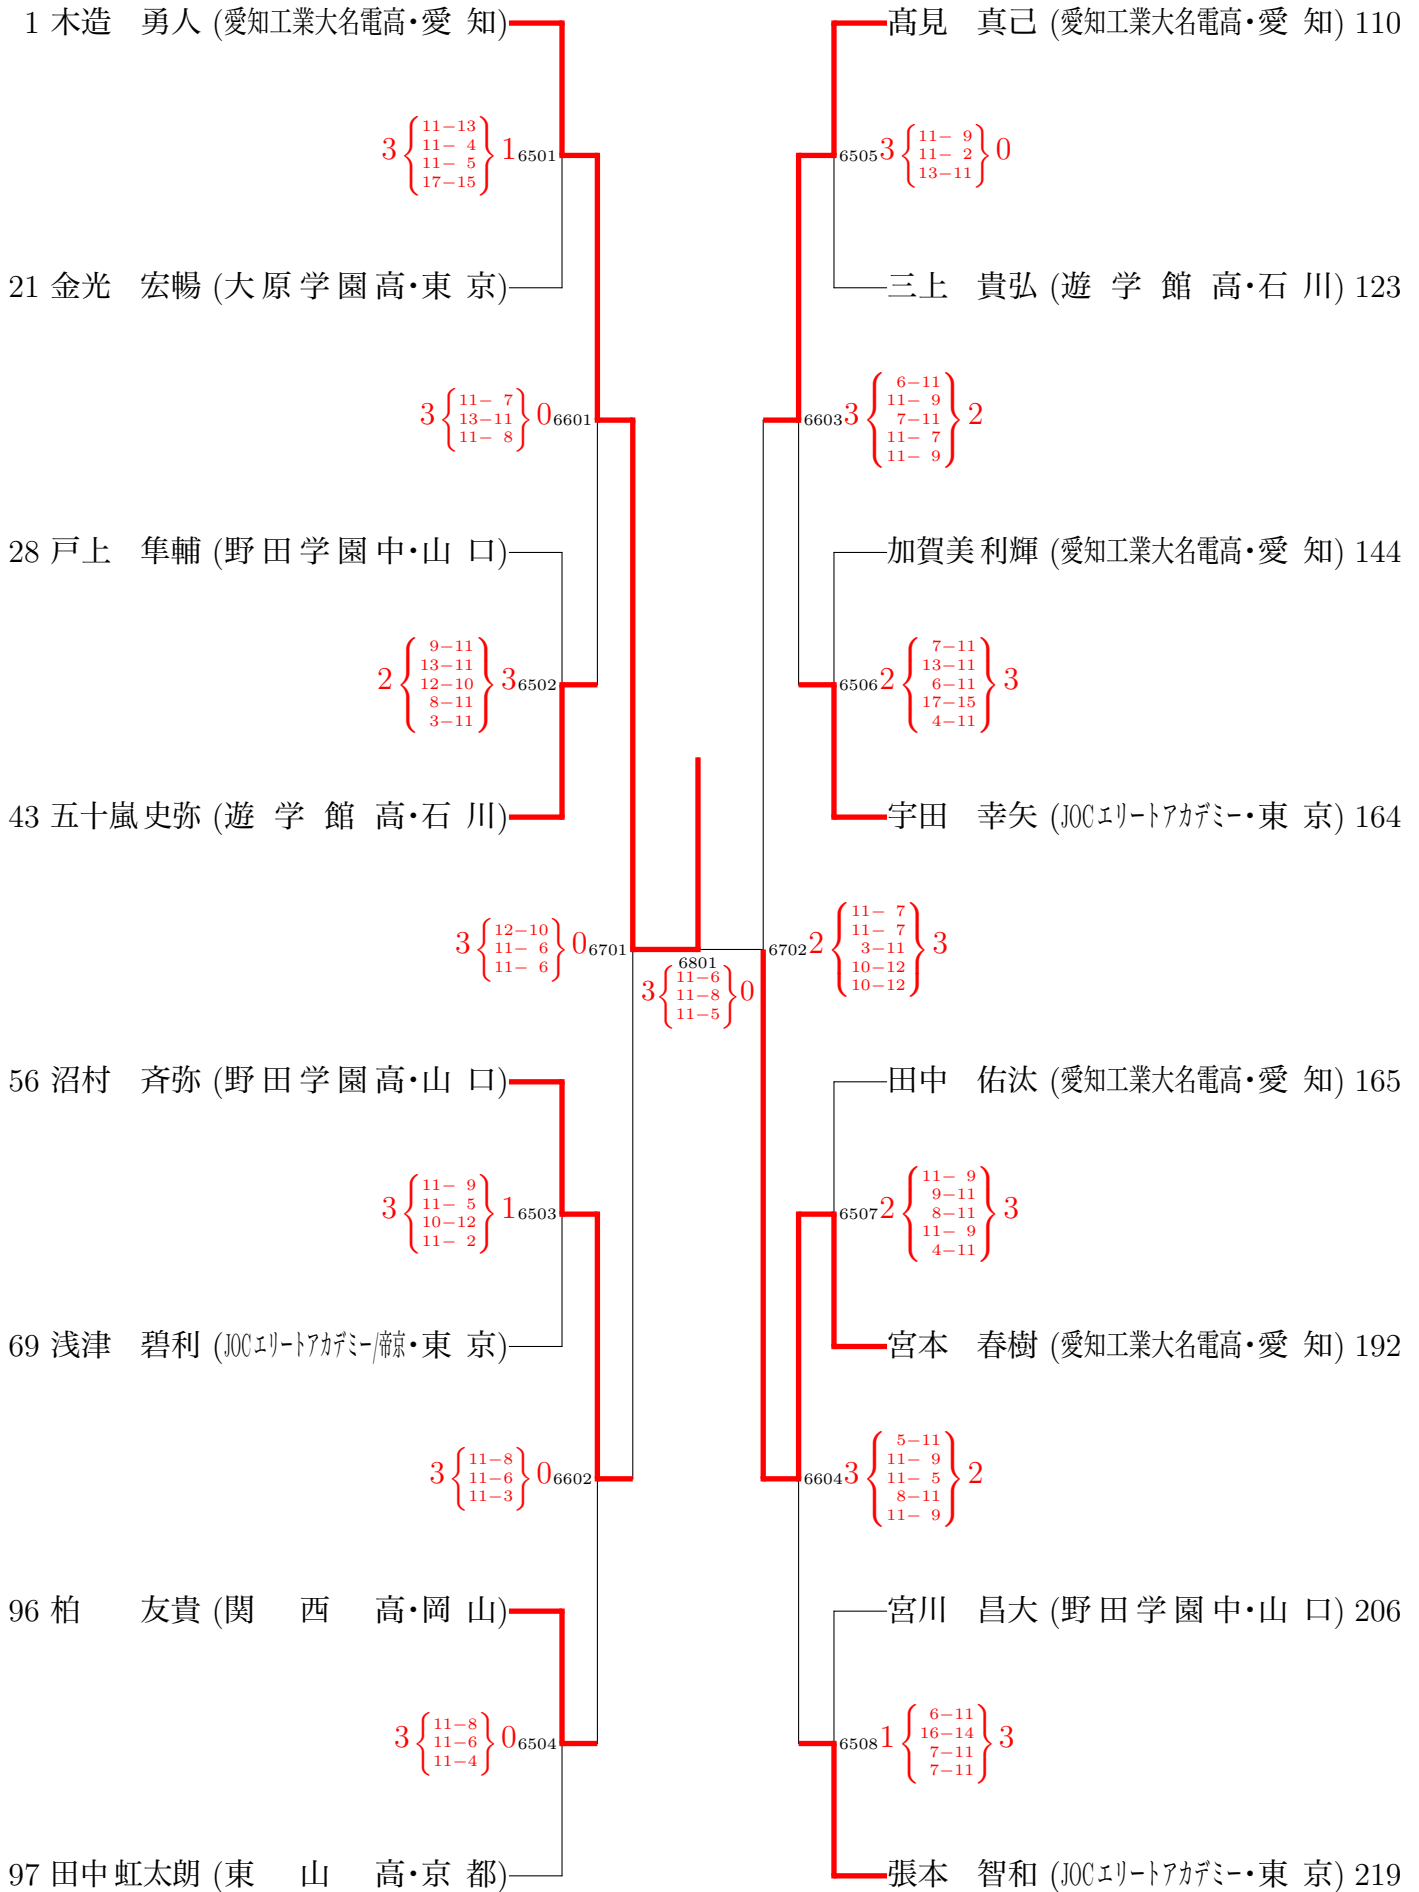 1 木造 勇人 (愛知工業大名電高・愛 知)
髙見 真己 (愛知工業大名電高・愛 知) 110
3 { 11-13 11- 4 11- 5 17-15 } 1 6501
6505 3 { 11- 9 11- 2 13-11 } 0
21 金光 宏暢 (大原学園高・東 京)
三上 貴弘 (遊 学 館 高・石 川) 123
3 { 11- 7 13-11 11- 8 } 0 6601
6603 3 { 6-11 11- 9 7-11 11- 7 11- 9 } 2
28 戸上 隼輔 (野田学園中・山 口)
加賀美利輝 (愛知工業大名電高・愛 知) 144
2 { 9-11 13-11 12-10 8-11 3-11 } 3 6502
6506 2 { 7-11 13-11 6-11 17-15 4-11 } 3
43 五十嵐史弥 (遊 学 館 高・石 川)
宇田 幸矢 (JOCエリートアカデミー・東 京) 164
3 { 12-10 11- 6 11- 6 } 0 6701
6702 2 { 11- 7 11- 7 3-11 10-12 10-12 } 3
6801
3 { 11-6 11-8 11-5 } 0
56 沼村 斉弥 (野田学園高・山 口)
田中 佑汰 (愛知工業大名電高・愛 知) 165
3 { 11- 9 11- 5 10-12 11- 2 } 1 6503
6507 2 { 11- 9 9-11 8-11 11- 9 4-11 } 3
69 浅津 碧利 (JOCエリートアカデミー/帝京・東 京)
宮本 春樹 (愛知工業大名電高・愛 知) 192
3 { 11-8 11-6 11-3 } 0 6602
6604 3 { 5-11 11- 9 11- 5 8-11 11- 9 } 2
96 柏 友貴 (関 西 高・岡 山)
宮川 昌大 (野田学園中・山 口) 206
3 { 11-8 11-6 11-4 } 0 6504
6508 1 { 6-11 16-14 7-11 7-11 } 3
97 田中虹太朗 (東 山 高・京 都)
張本 智和 (JOCエリートアカデミー・東 京) 219